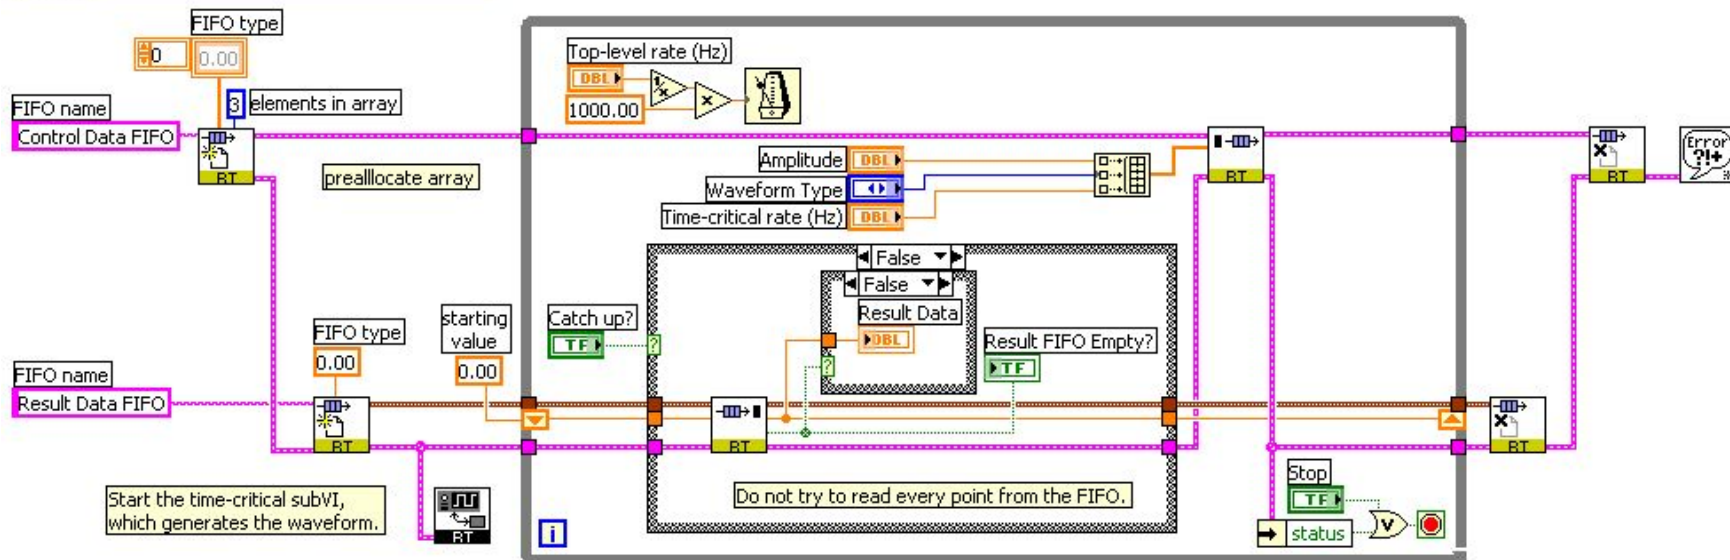 FIFO type
0
0.00
Top-level rate (Hz)
DBL
1/x
x
1000.00
FIFO name
3
elements in array
Control Data FIFO
RT
prealllocate array
Amplitude
DBL
Waveform Type
Time-critical rate (Hz)
DBL
RT
RT
Error
?!+
False
False
Result Data
DBL
Catch up?
TF
?
?
Result FIFO Empty?
TF
FIFO type
0.00
starting
value
0.00
FIFO name
Result Data FIFO
RT
RT
RT
Start the time-critical subVI,
which generates the waveform.
RT
Do not try to read every point from the FIFO.
i
Stop
TF
status
V